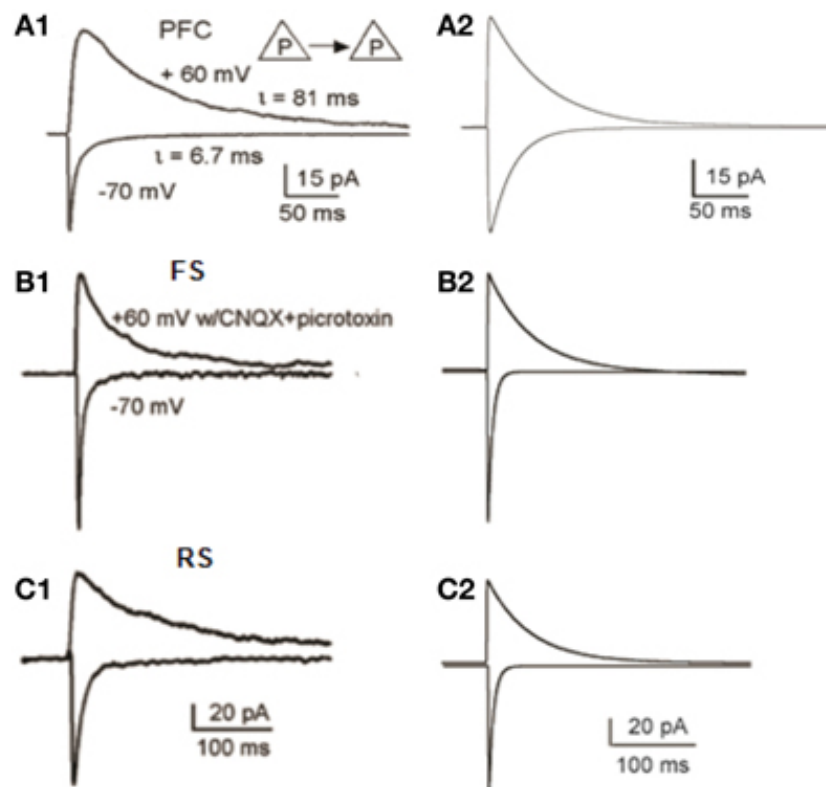 A1 PFC P P A2
+ 60 mV
ι = 81 ms
ι = 6.7 ms
-70 mV
15 pA
50 ms
15 pA
50 ms
B1 FS B2
+60 mV w/CNQX+picrotoxin
-70 mV
RS
C1 C2
20 pA
100 ms
20 pA
100 ms